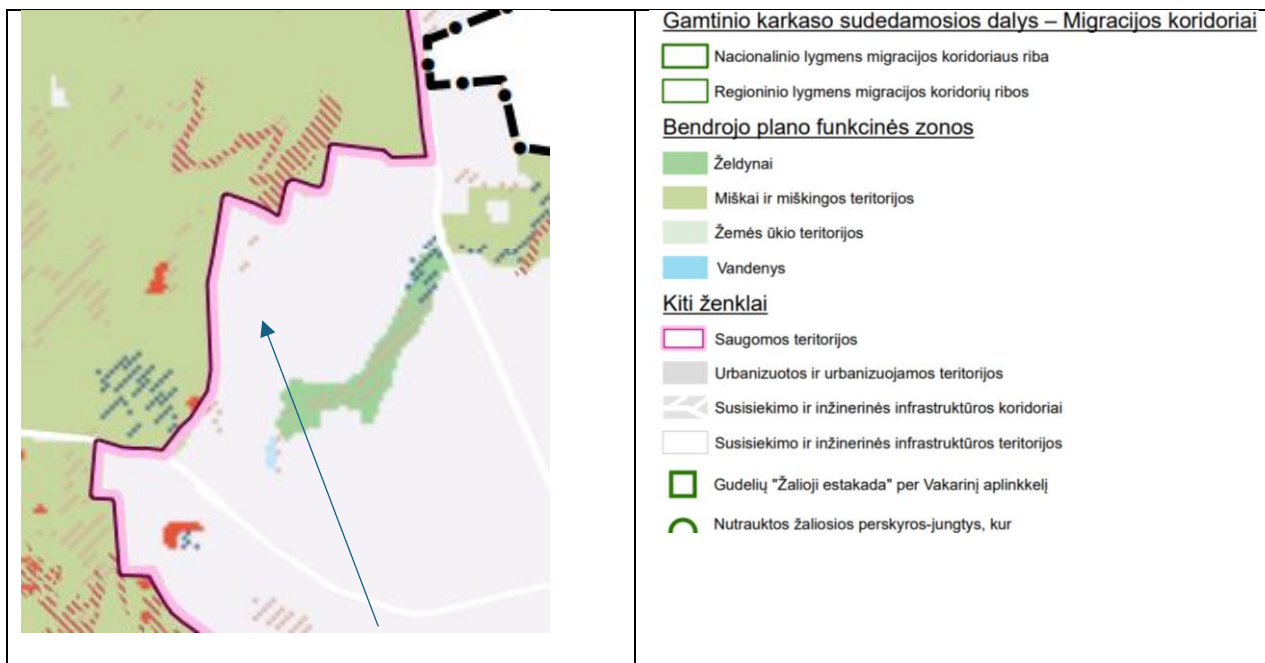 Gamtinio karkaso sudedamosios dalys – Migracijos koridoriai
Nacionalinio lygmens migracijos koridoriaus riba
Regioninio lygmens migracijos koridorių ribos
Bendrojo plano funkcinės zonos
Želdynai
Miškai ir miškingos teritorijos
Žemės ūkio teritorijos
Vandenys
Kiti ženklai
Saugomos teritorijos
Urbanizuotos ir urbanizuojamos teritorijos
Susisiekimo ir inžinerinės infrastruktūros koridoriai
Susisiekimo ir inžinerinės infrastruktūros teritorijos
Gudelių "Žalioji estakada" per Vakarinį aplinkkelį
Nutrauktos žaliosios perskyros-jungtys, kur